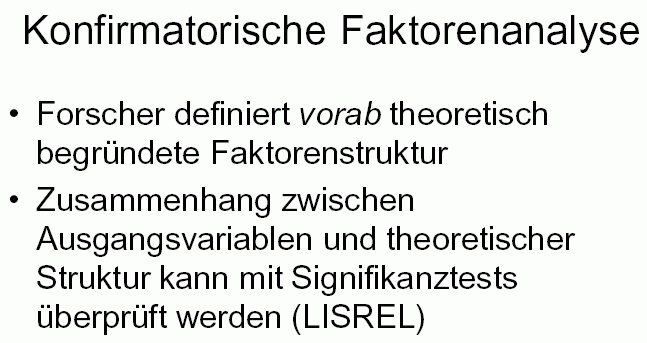 Konfirmatorische Faktorenanalyse
• Forscher definiert vorab theoretisch
begründete Faktorenstruktur
• Zusammenhang zwischen
Ausgangsvariablen und theoretischer
Struktur kann mit Signifikanztests
überprüft werden (LISREL)